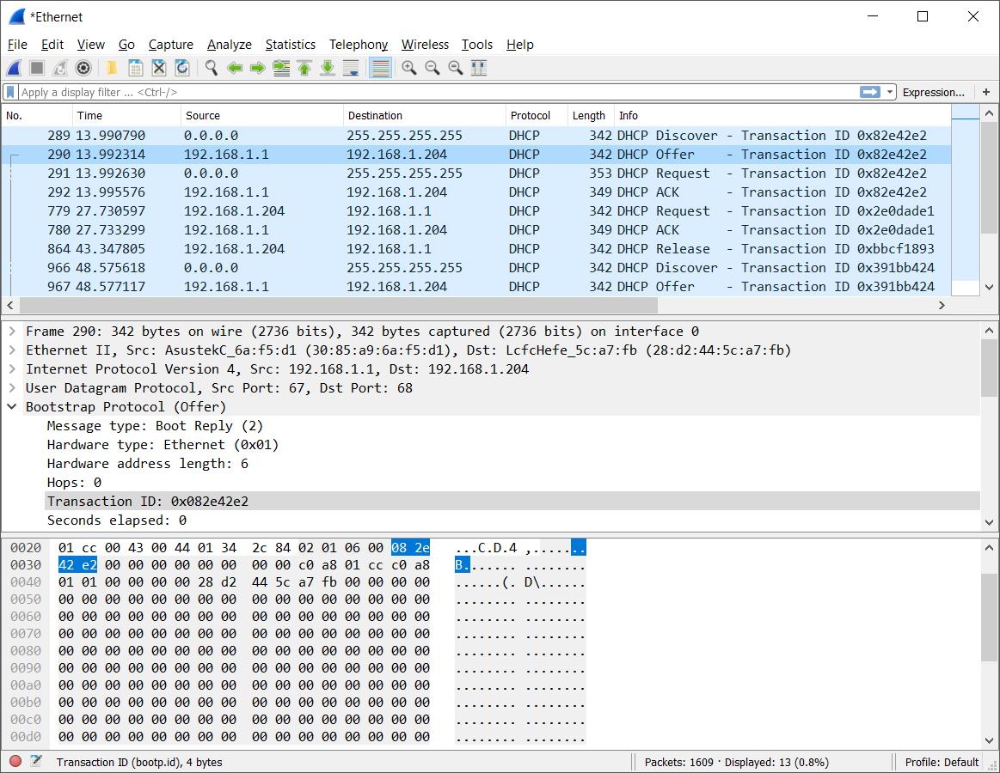 *Ethernet
File Edit View Go Capture Analyze Statistics Telephony Wireless Tools Help
Apply a display filter ... <Ctrl-/> Expression... +
No. Time Source Destination Protocol Length Info
289 13.990790 0.0.0.0 255.255.255.255 DHCP 342 DHCP Discover - Transaction ID 0x82e42e2
290 13.992314 192.168.1.1 192.168.1.204 DHCP 342 DHCP Offer - Transaction ID 0x82e42e2
291 13.992630 0.0.0.0 255.255.255.255 DHCP 353 DHCP Request - Transaction ID 0x82e42e2
292 13.995576 192.168.1.1 192.168.1.204 DHCP 349 DHCP ACK - Transaction ID 0x82e42e2
779 27.730597 192.168.1.204 192.168.1.1 DHCP 342 DHCP Request - Transaction ID 0x2e0dade1
780 27.733299 192.168.1.1 192.168.1.204 DHCP 349 DHCP ACK - Transaction ID 0x2e0dade1
864 43.347805 192.168.1.204 192.168.1.1 DHCP 342 DHCP Release - Transaction ID 0xbbcf1893
966 48.575618 0.0.0.0 255.255.255.255 DHCP 342 DHCP Discover - Transaction ID 0x391bb424
967 48.577117 192.168.1.1 192.168.1.204 DHCP 342 DHCP Offer - Transaction ID 0x391bb424
Frame 290: 342 bytes on wire (2736 bits), 342 bytes captured (2736 bits) on interface 0
Ethernet II, Src: AsustekC_6a:f5:d1 (30:85:a9:6a:f5:d1), Dst: LcfcHefe_5c:a7:fb (28:d2:44:5c:a7:fb)
Internet Protocol Version 4, Src: 192.168.1.1, Dst: 192.168.1.204
User Datagram Protocol, Src Port: 67, Dst Port: 68
Bootstrap Protocol (Offer)
Message type: Boot Reply (2)
Hardware type: Ethernet (0x01)
Hardware address length: 6
Hops: 0
Transaction ID: 0x082e42e2
Seconds elapsed: 0
0020 01 cc 00 43 00 44 01 34 2c 84 02 01 06 00 08 2e ...C.D.4 ,.......
0030 42 e2 00 00 00 00 00 00 00 00 c0 a8 01 cc c0 a8 B....... ........
0040 01 01 00 00 00 00 28 d2 44 5c a7 fb 00 00 00 00 ......(. D\......
0050 00 00 00 00 00 00 00 00 00 00 00 00 00 00 00 00 ........ ........
0060 00 00 00 00 00 00 00 00 00 00 00 00 00 00 00 00 ........ ........
0070 00 00 00 00 00 00 00 00 00 00 00 00 00 00 00 00 ........ ........
0080 00 00 00 00 00 00 00 00 00 00 00 00 00 00 00 00 ........ ........
0090 00 00 00 00 00 00 00 00 00 00 00 00 00 00 00 00 ........ ........
00a0 00 00 00 00 00 00 00 00 00 00 00 00 00 00 00 00 ........ ........
00b0 00 00 00 00 00 00 00 00 00 00 00 00 00 00 00 00 ........ ........
00c0 00 00 00 00 00 00 00 00 00 00 00 00 00 00 00 00 ........ ........
00d0 00 00 00 00 00 00 00 00 00 00 00 00 00 00 00 00 ........ ........
Transaction ID (bootp.id), 4 bytes Packets: 1609 · Displayed: 13 (0.8%) Profile: Default